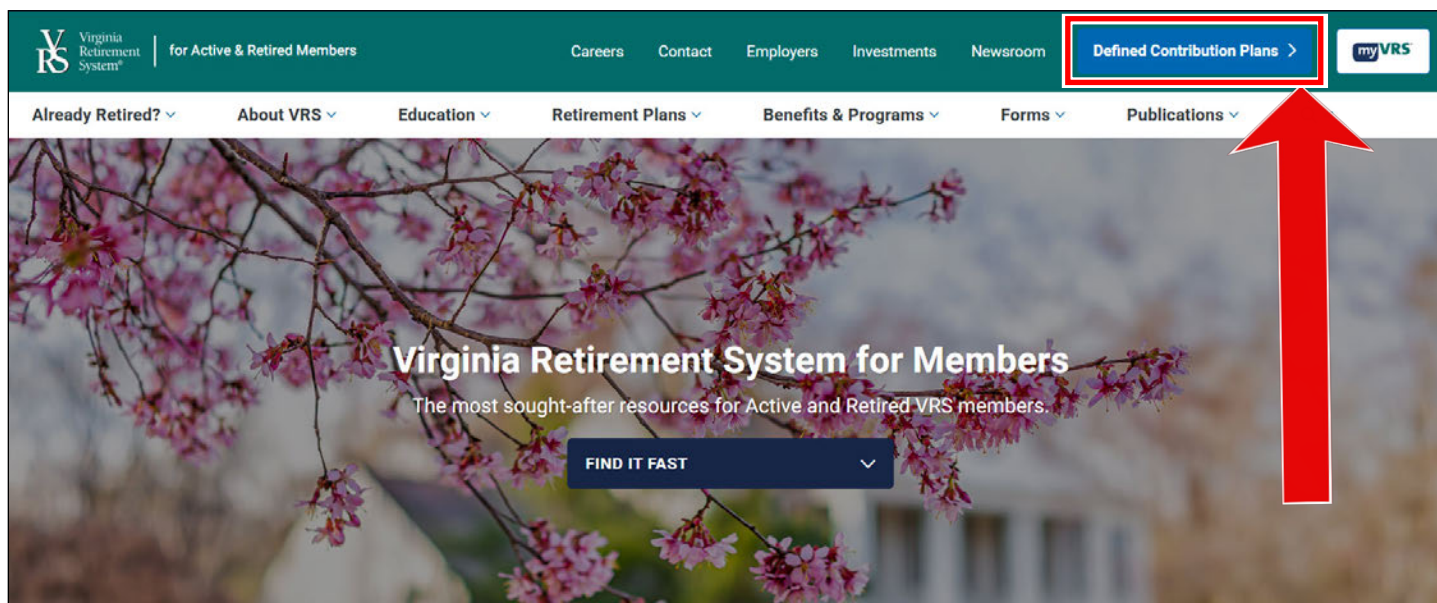 VRS Virginia Retirement System® for Active & Retired Members
Careers Contact Employers Investments Newsroom Defined Contribution Plans > myVRS
Already Retired? About VRS Education Retirement Plans Benefits & Programs Forms Publications
Virginia Retirement System for Members
The most sought-after resources for Active and Retired VRS members.
FIND IT FAST